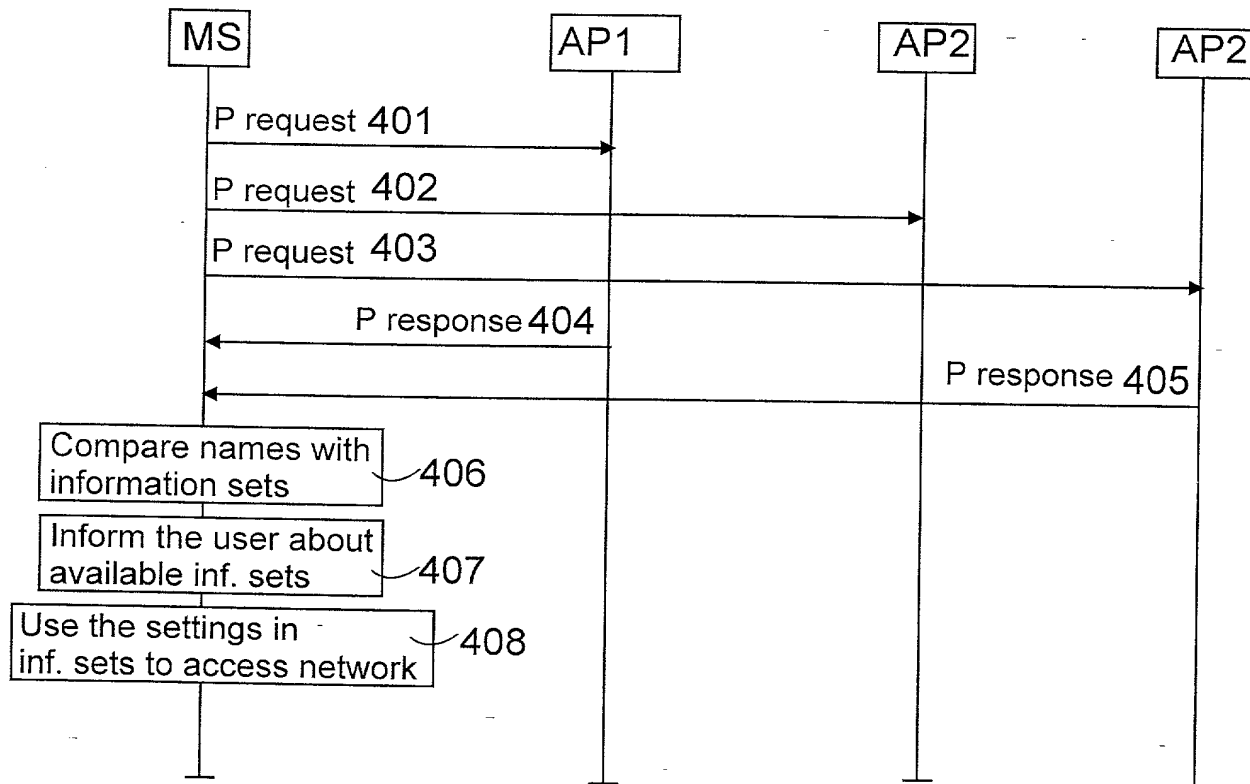 MS
AP1
AP2
AP2
P request 401
P request 402
P request 403
P response 404
P response 405
Compare names with
information sets
406
Inform the user about
available inf. sets
407
Use the settings in
inf. sets to access network
408